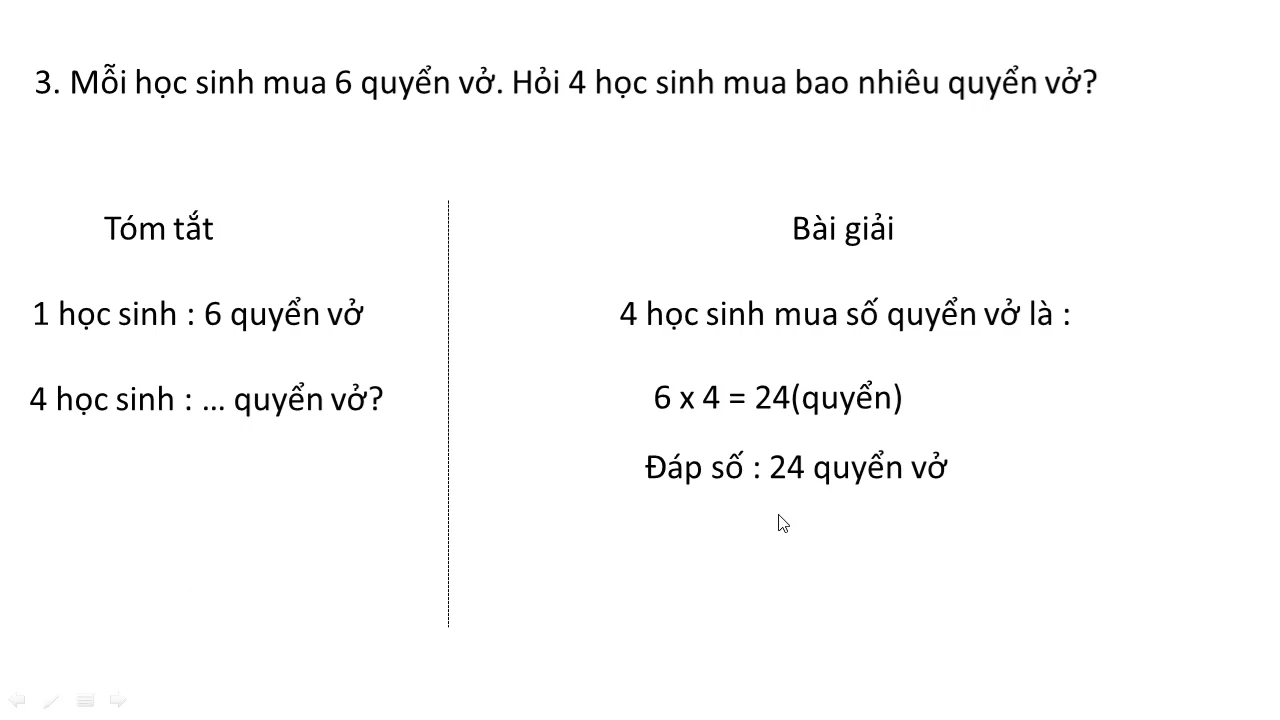 3. Mỗi học sinh mua 6 quyển vở. Hỏi 4 học sinh mua bao nhiêu quyển vở?
Tóm tắt
1 học sinh : 6 quyển vở
4 học sinh : ... quyển vở?
Bài giải
4 học sinh mua số quyển vở là :
6 x 4 = 24(quyển)
Đáp số : 24 quyển vở